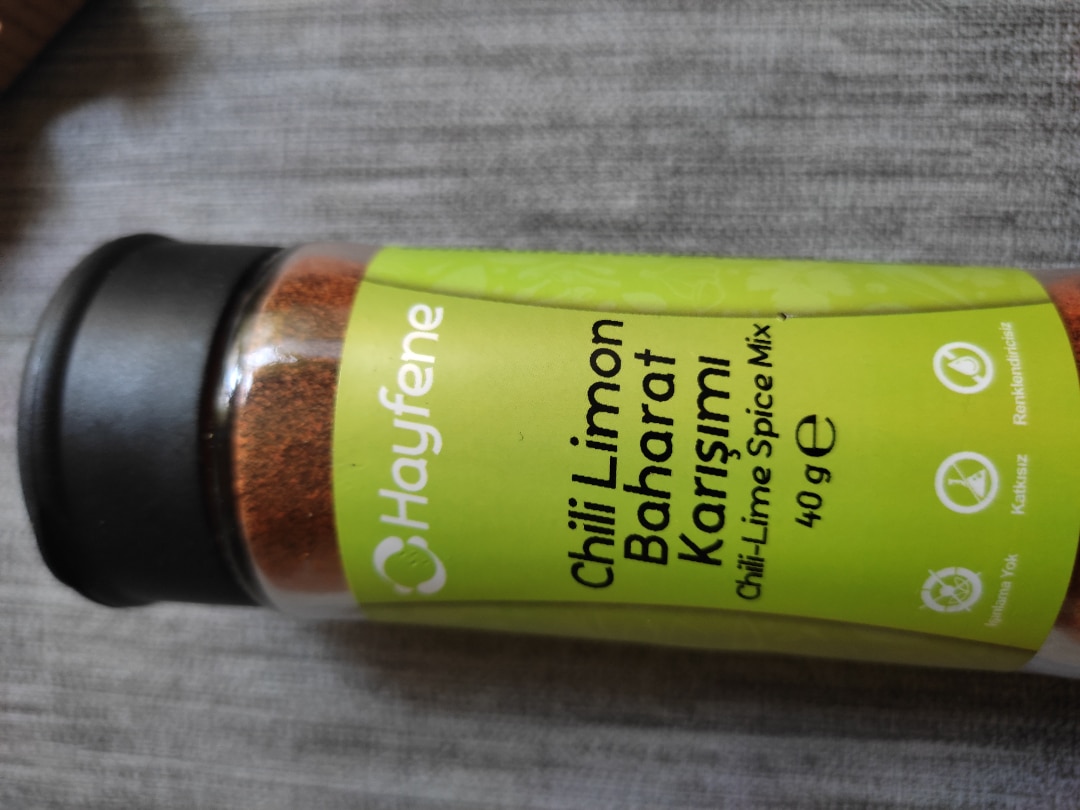 Hayfene
Chili Limon
Baharat
Karışımı
Chili-Lime Spice Mix
40 g e
Işınlama Yok
Katkısız
Renklendiricisiz